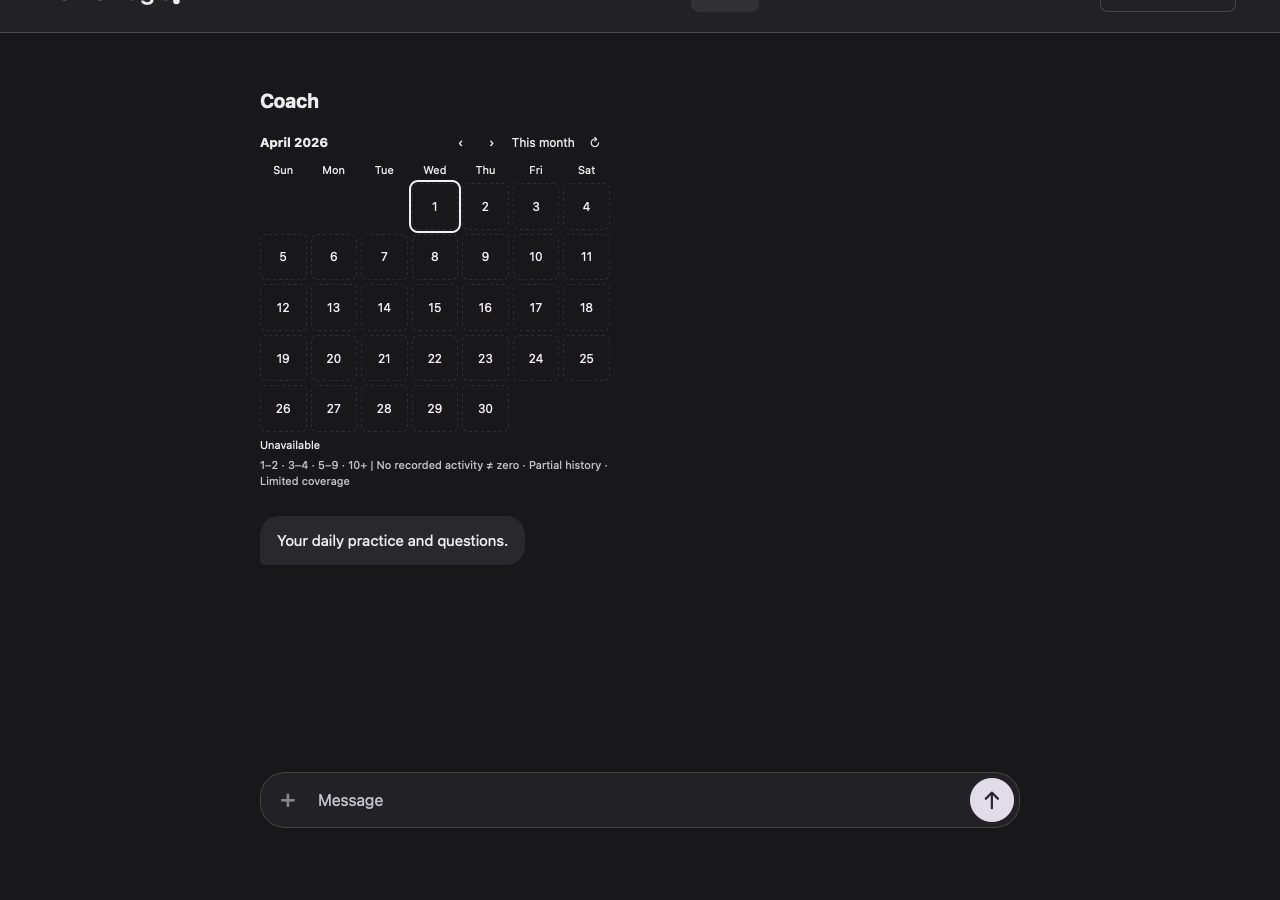 Coach
April 2026 ‹ › This month ↻
Sun Mon Tue Wed Thu Fri Sat
1 2 3 4
5 6 7 8 9 10 11
12 13 14 15 16 17 18
19 20 21 22 23 24 25
26 27 28 29 30
Unavailable
1–2 · 3–4 · 5–9 · 10+ | No recorded activity ≠ zero · Partial history ·
Limited coverage
Your daily practice and questions.
+ Message